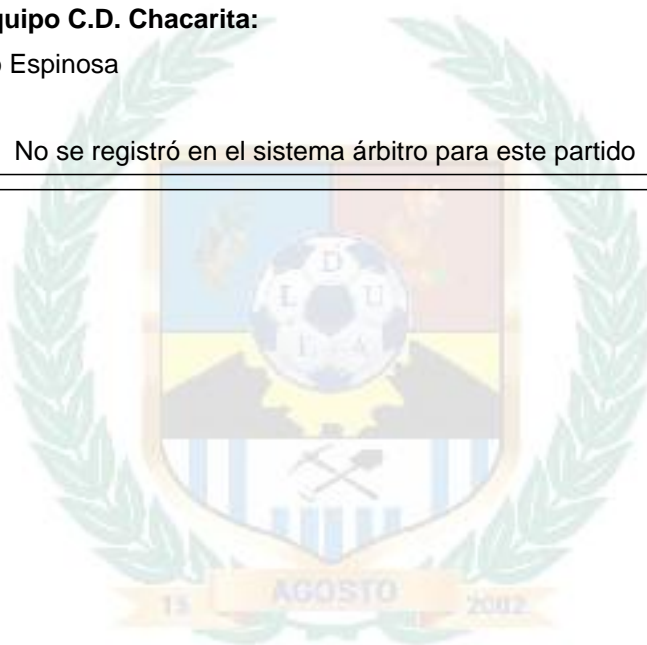 quipo C.D. Chacarita:
o Espinosa
No se registró en el sistema árbitro para este partido
D
L U
E A
15 AGOSTO 2002